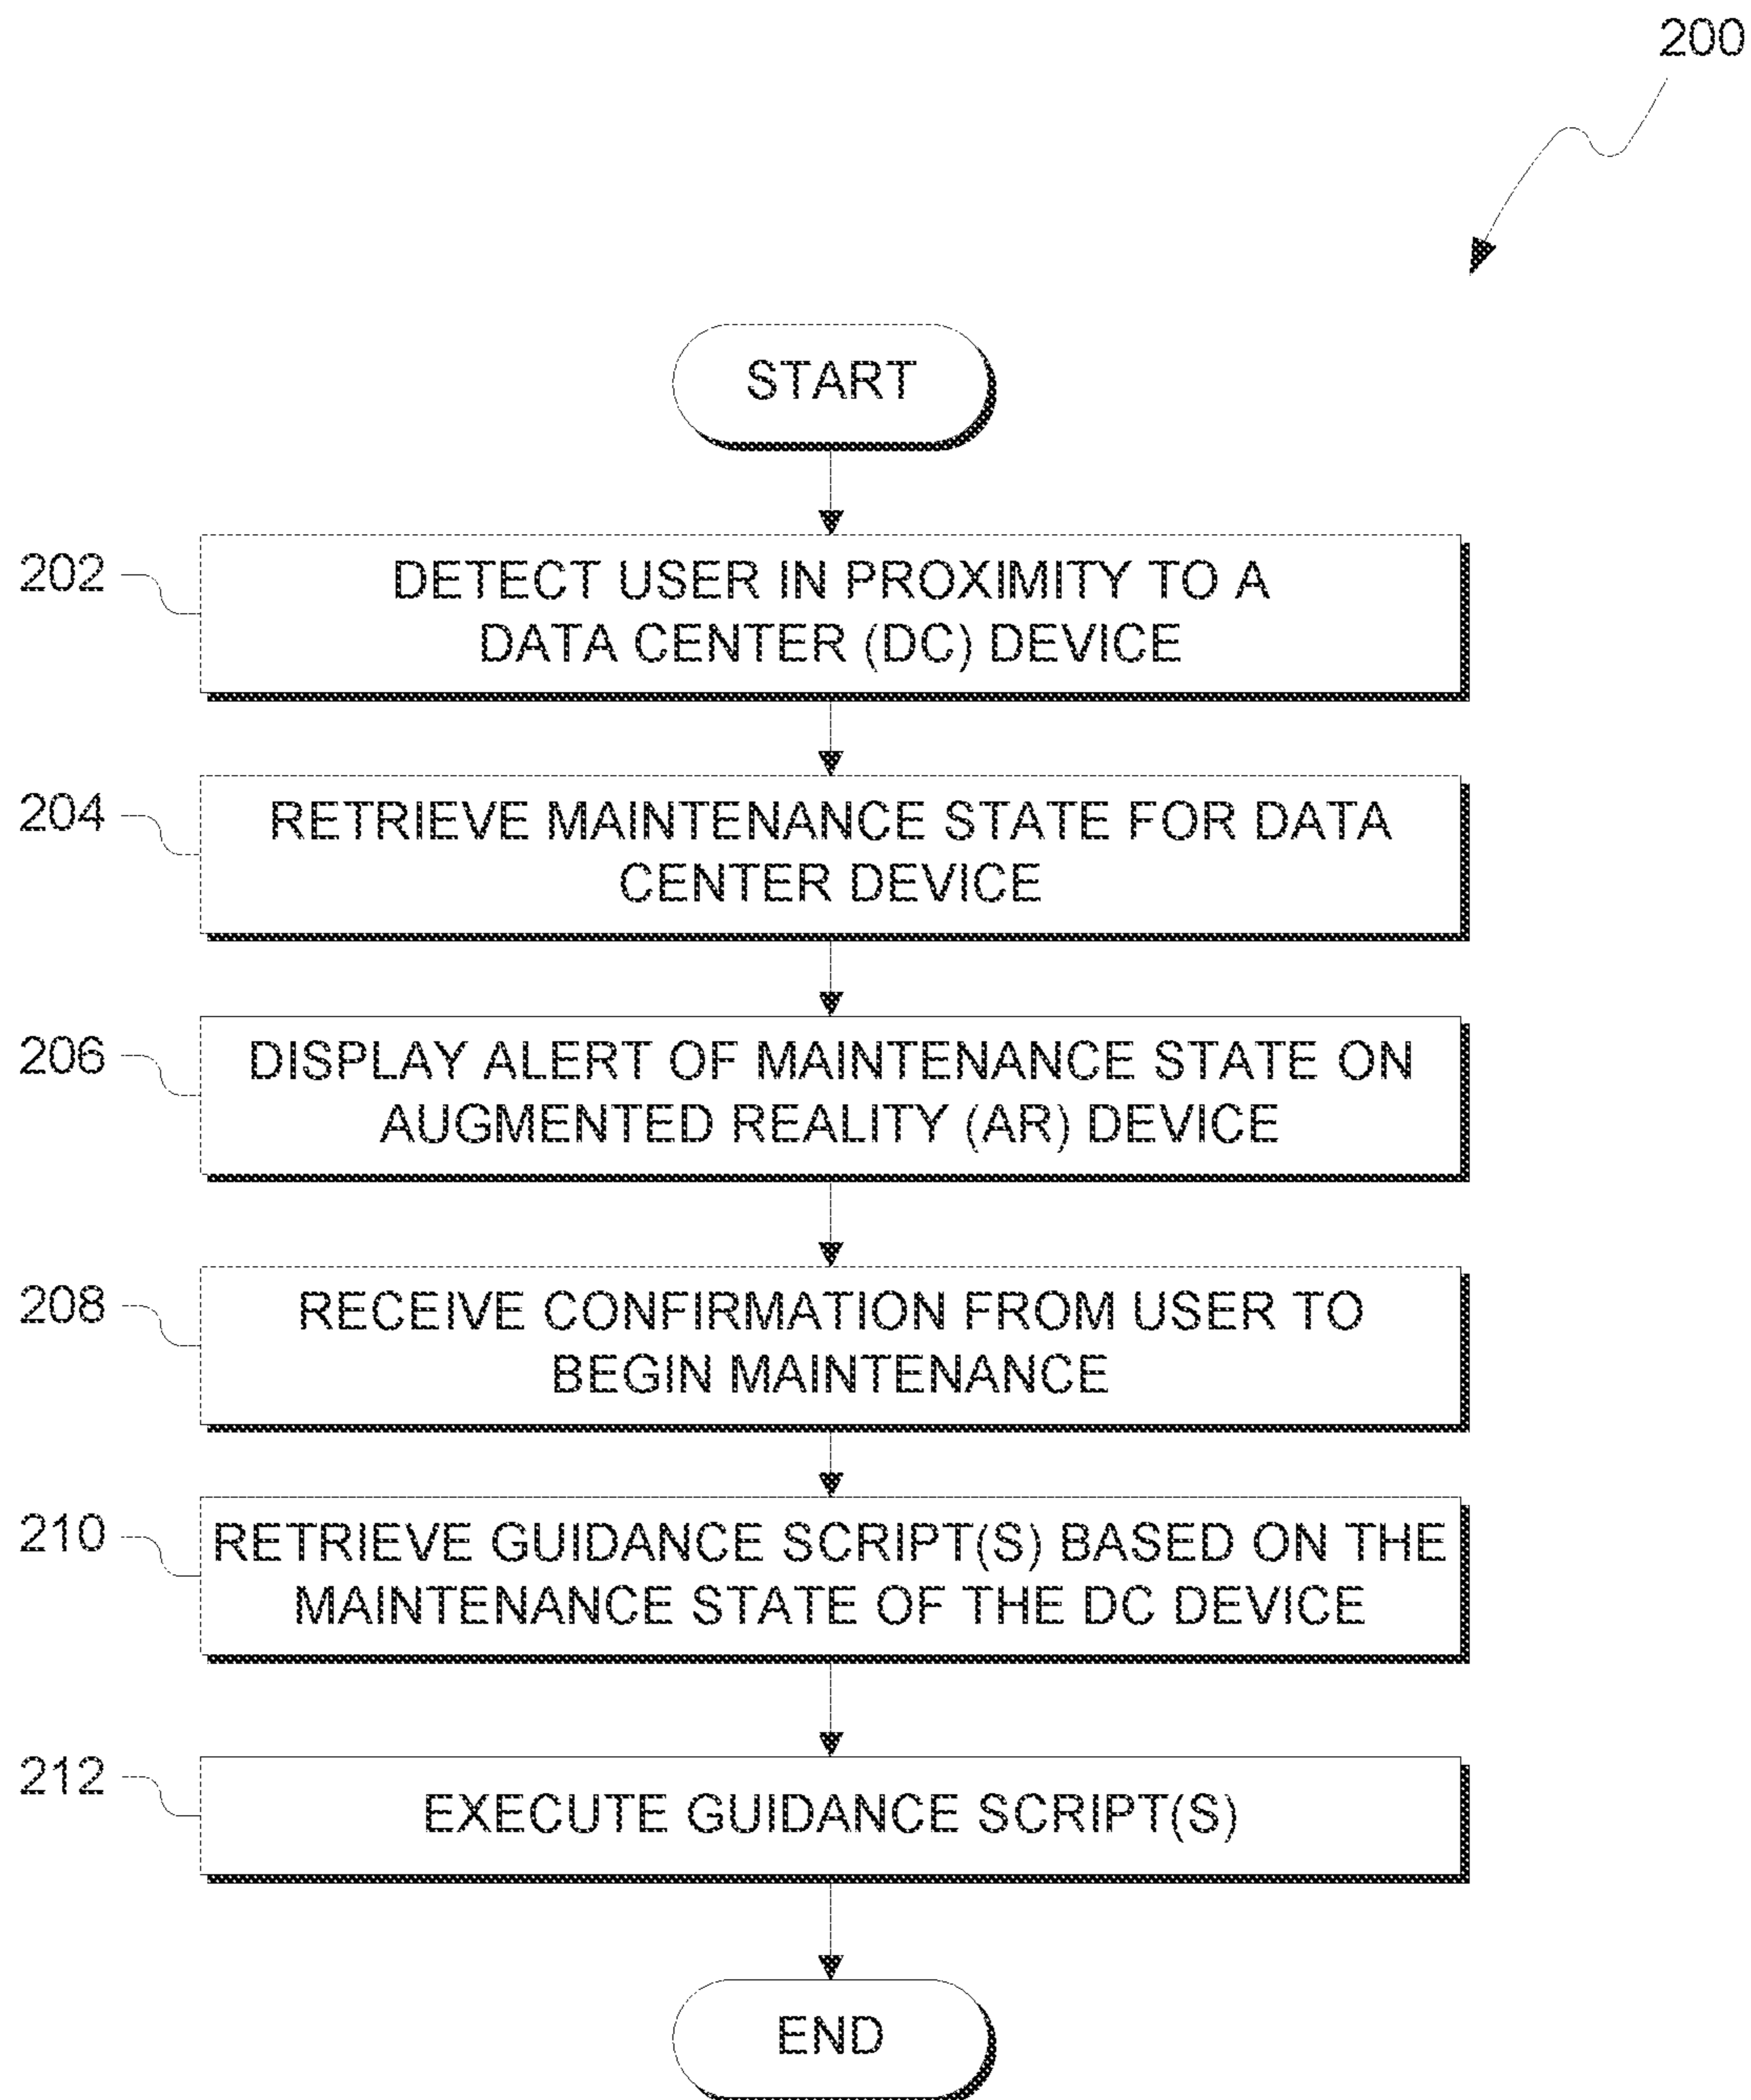 200
START
202
DETECT USER IN PROXIMITY TO A
DATA CENTER (DC) DEVICE
204
RETRIEVE MAINTENANCE STATE FOR DATA
CENTER DEVICE
206
DISPLAY ALERT OF MAINTENANCE STATE ON
AUGMENTED REALITY (AR) DEVICE
208
RECEIVE CONFIRMATION FROM USER TO
BEGIN MAINTENANCE
210
RETRIEVE GUIDANCE SCRIPT(S) BASED ON THE
MAINTENANCE STATE OF THE DC DEVICE
212
EXECUTE GUIDANCE SCRIPT(S)
END